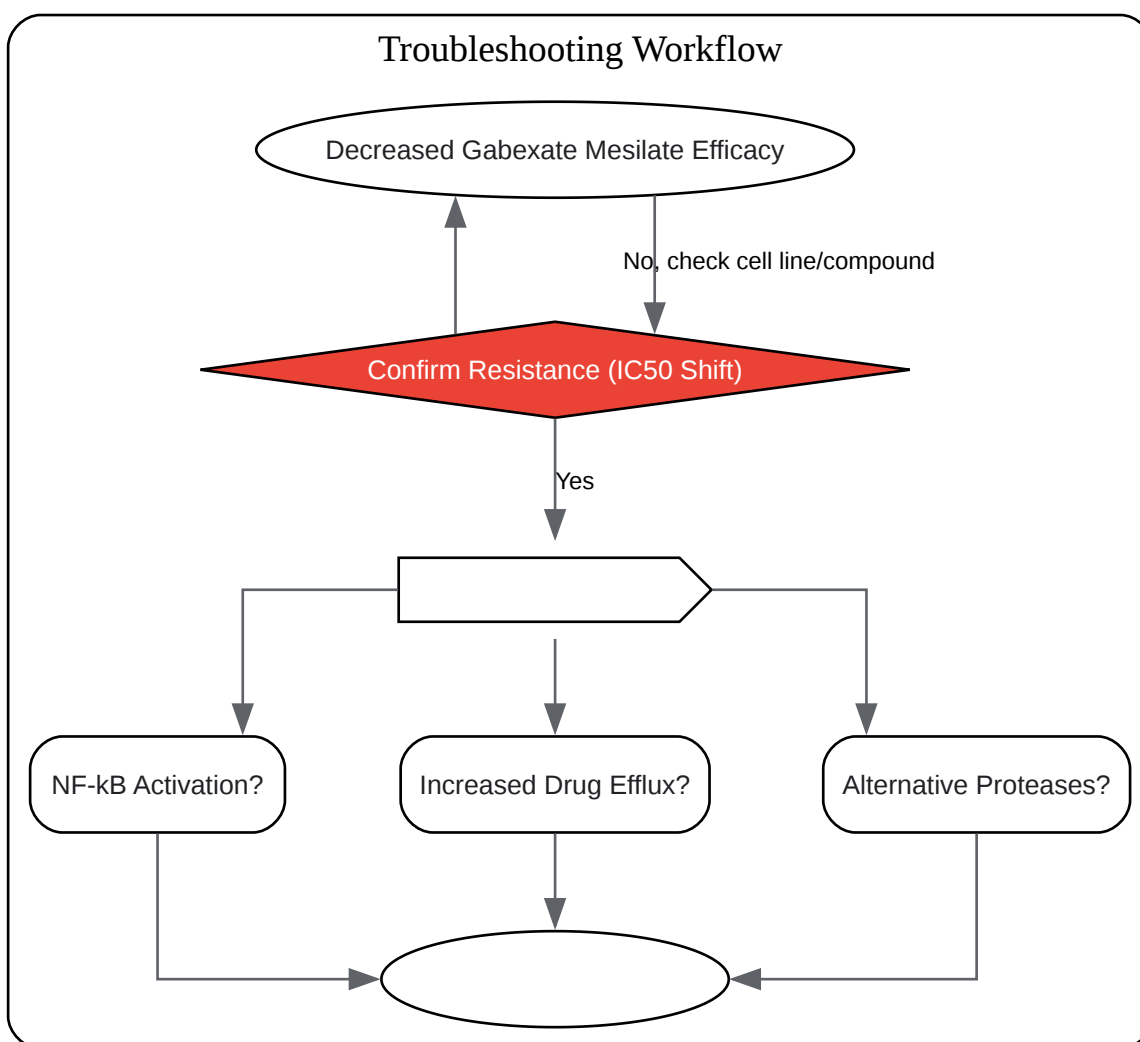 Troubleshooting Workflow
Decreased Gabexate Mesilate Efficacy
No, check cell line/compound
Confirm Resistance (IC50 Shift)
Yes
NF-kB Activation?
Increased Drug Efflux?
Alternative Proteases?